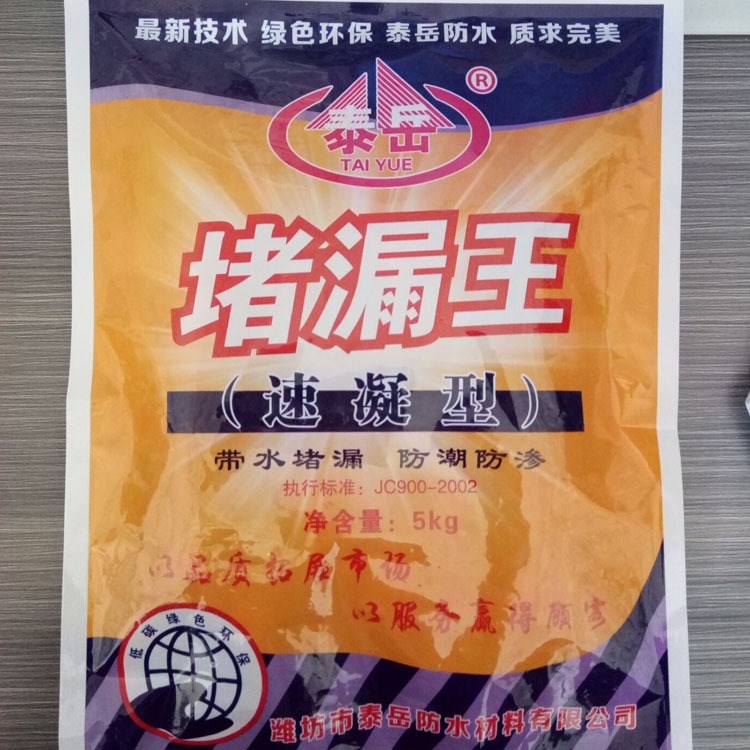 最新技术 绿色环保 泰岳防水 质求完美
®
泰岳
TAI YUE
堵漏王
（速凝型）
带水堵漏 防潮防渗
执行标准：JC900-2002
净含量：5kg
以品质拓展市场
以服务赢得顾客
低碳绿色环保
潍坊市泰岳防水材料有限公司